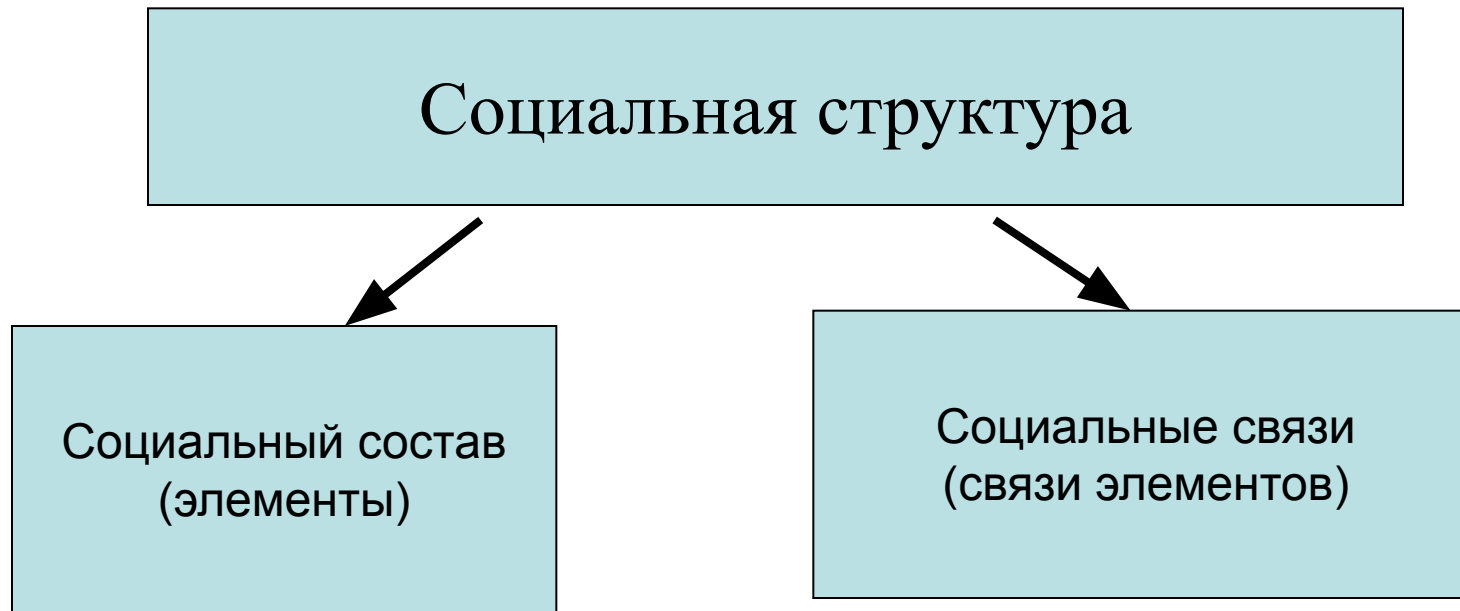 Социальная структура
Социальный состав
(элементы)
Социальные связи
(связи элементов)